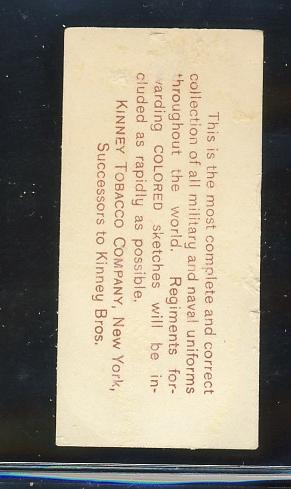 This is the most complete and correct
collection of all military and naval uniforms
throughout the world. Regiments for-
warding COLORED sketches will be in-
cluded as rapidly as possible.
KINNEY TOBACCO COMPANY, New York,
Successors to Kinney Bros.